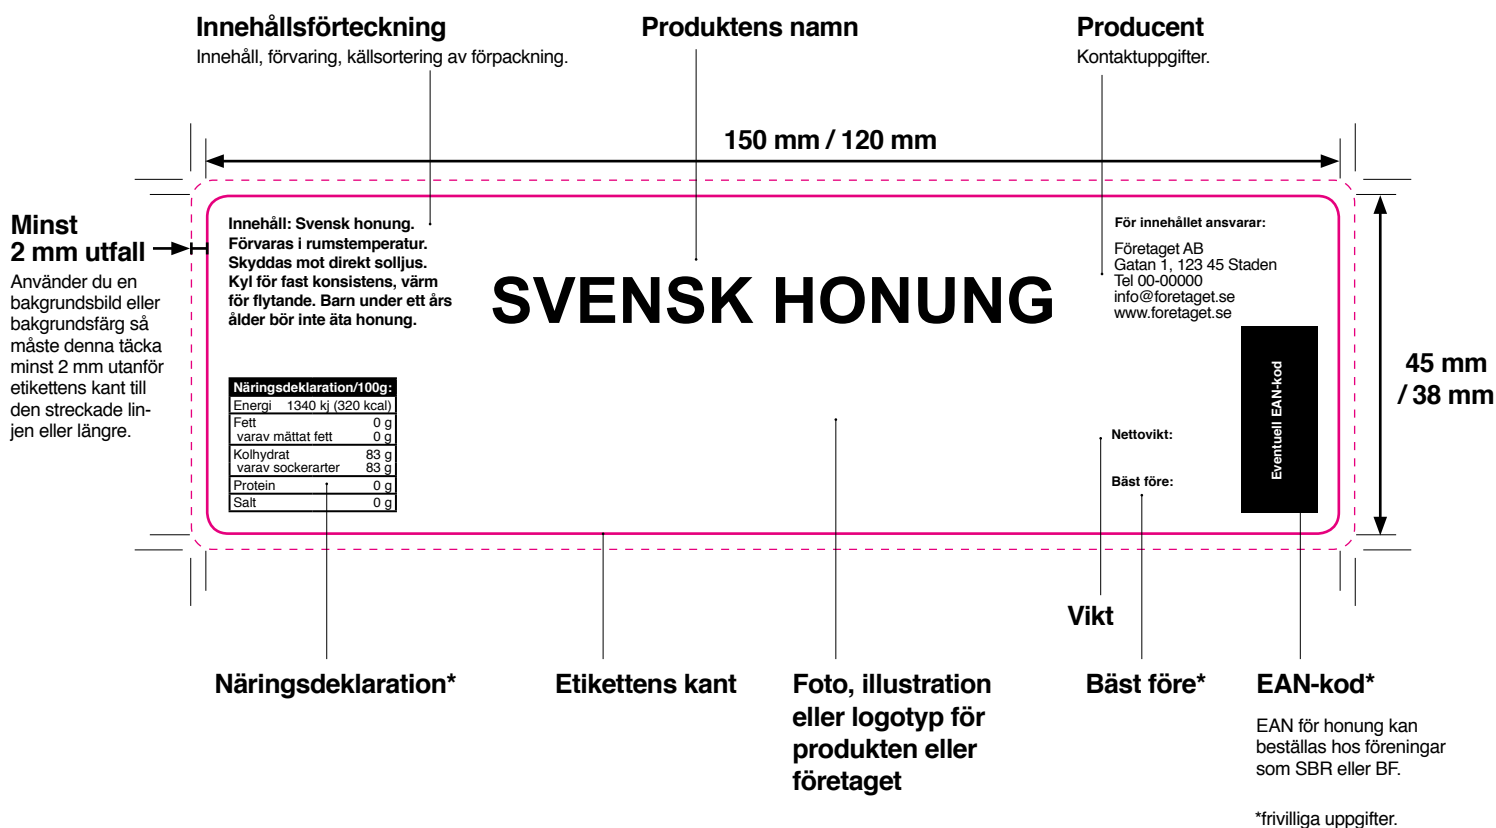 Innehållsförteckning
Innehåll, förvaring, källsortering av förpackning.
Produktens namn
Producent
Kontaktuppgifter.
150 mm / 120 mm
Minst
2 mm utfall
Använder du en
bakgrundsbild eller
bakgrundsfärg så
måste denna täcka
minst 2 mm utanför
etikettens kant till
den streckade lin-
jen eller längre.
Innehåll: Svensk honung.
Förvaras i rumstemperatur.
Skyddas mot direkt solljus.
Kyl för fast konsistens, värm
för flytande. Barn under ett års
ålder bör inte äta honung.
SVENSK HONUNG
För innehållet ansvarar:
Företaget AB
Gatan 1, 123 45 Staden
Tel 00-00000
info@foretaget.se
www.foretaget.se
45 mm
/ 38 mm
Näringsdeklaration/100g:
Energi 1340 kj (320 kcal)
Fett 0 g
varav mättat fett 0 g
Kolhydrat 83 g
varav sockerarter 83 g
Protein 0 g
Salt 0 g
Nettovikt:
Bäst före:
Eventuell EAN-kod
Vikt
Näringsdeklaration*
Etikettens kant
Foto, illustration
eller logotyp för
produkten eller
företaget
Bäst före*
EAN-kod*
EAN för honung kan
beställas hos föreningar
som SBR eller BF.
*frivilliga uppgifter.